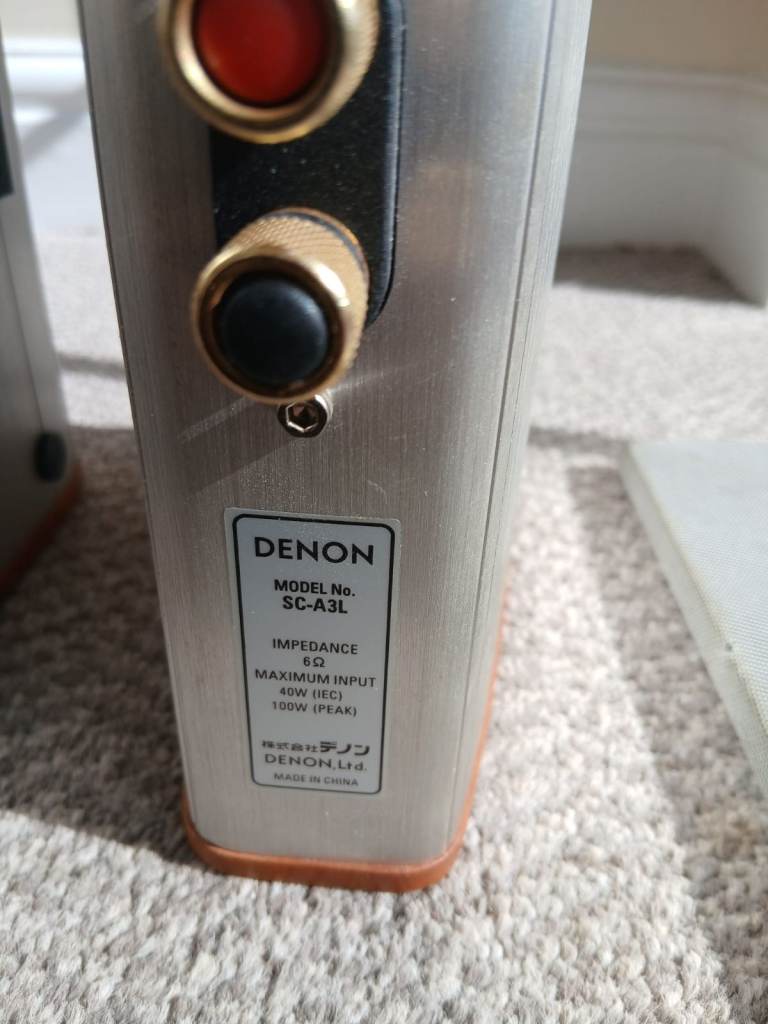 DENON
MODEL No.
SC-A3L
IMPEDANCE
6Ω
MAXIMUM INPUT
40W (IEC)
100W (PEAK)
株式会社デノン
DENON,Ltd.
MADE IN CHINA